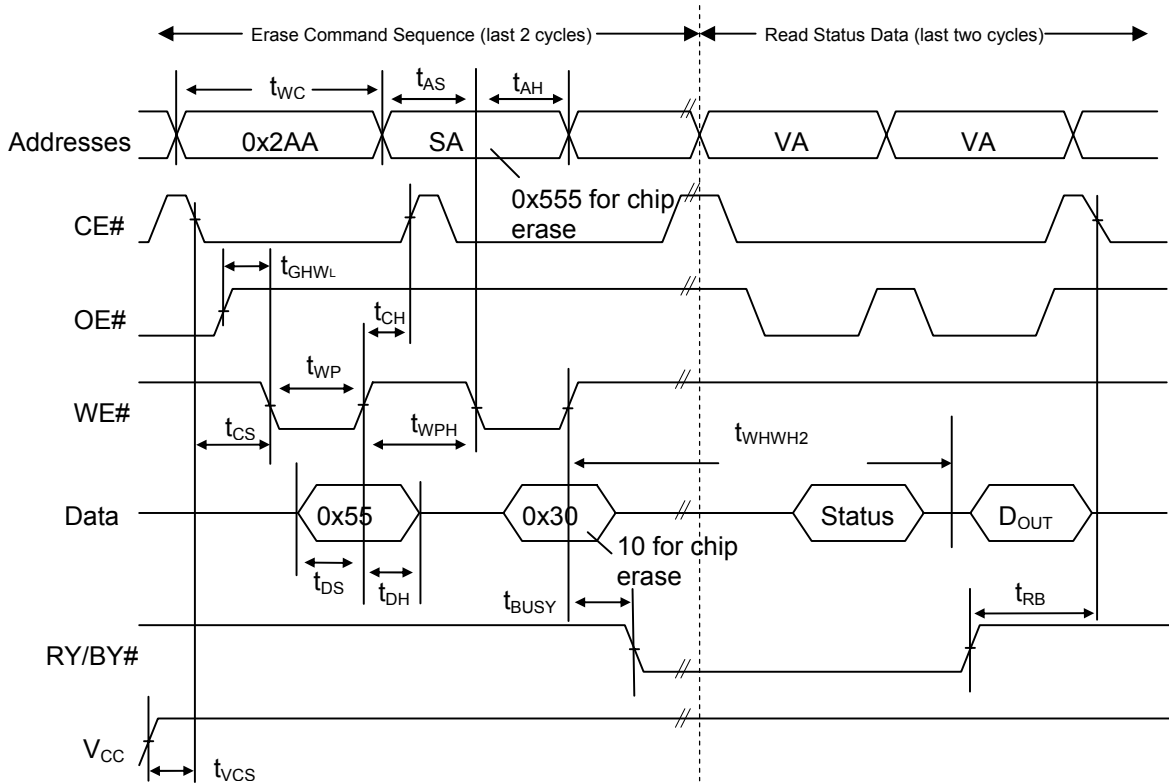 Erase Command Sequence (last 2 cycles)
Read Status Data (last two cycles)
tWC
tAS
tAH
Addresses
0x2AA
SA
VA
VA
0x555 for chip
erase
CE#
tGHWL
OE#
tCH
tWP
WE#
tCS
tWPH
tWHWH2
Data
0x55
0x30
Status
DOUT
10 for chip
erase
tDS
tDH
tBUSY
tRB
RY/BY#
VCC
tVCS